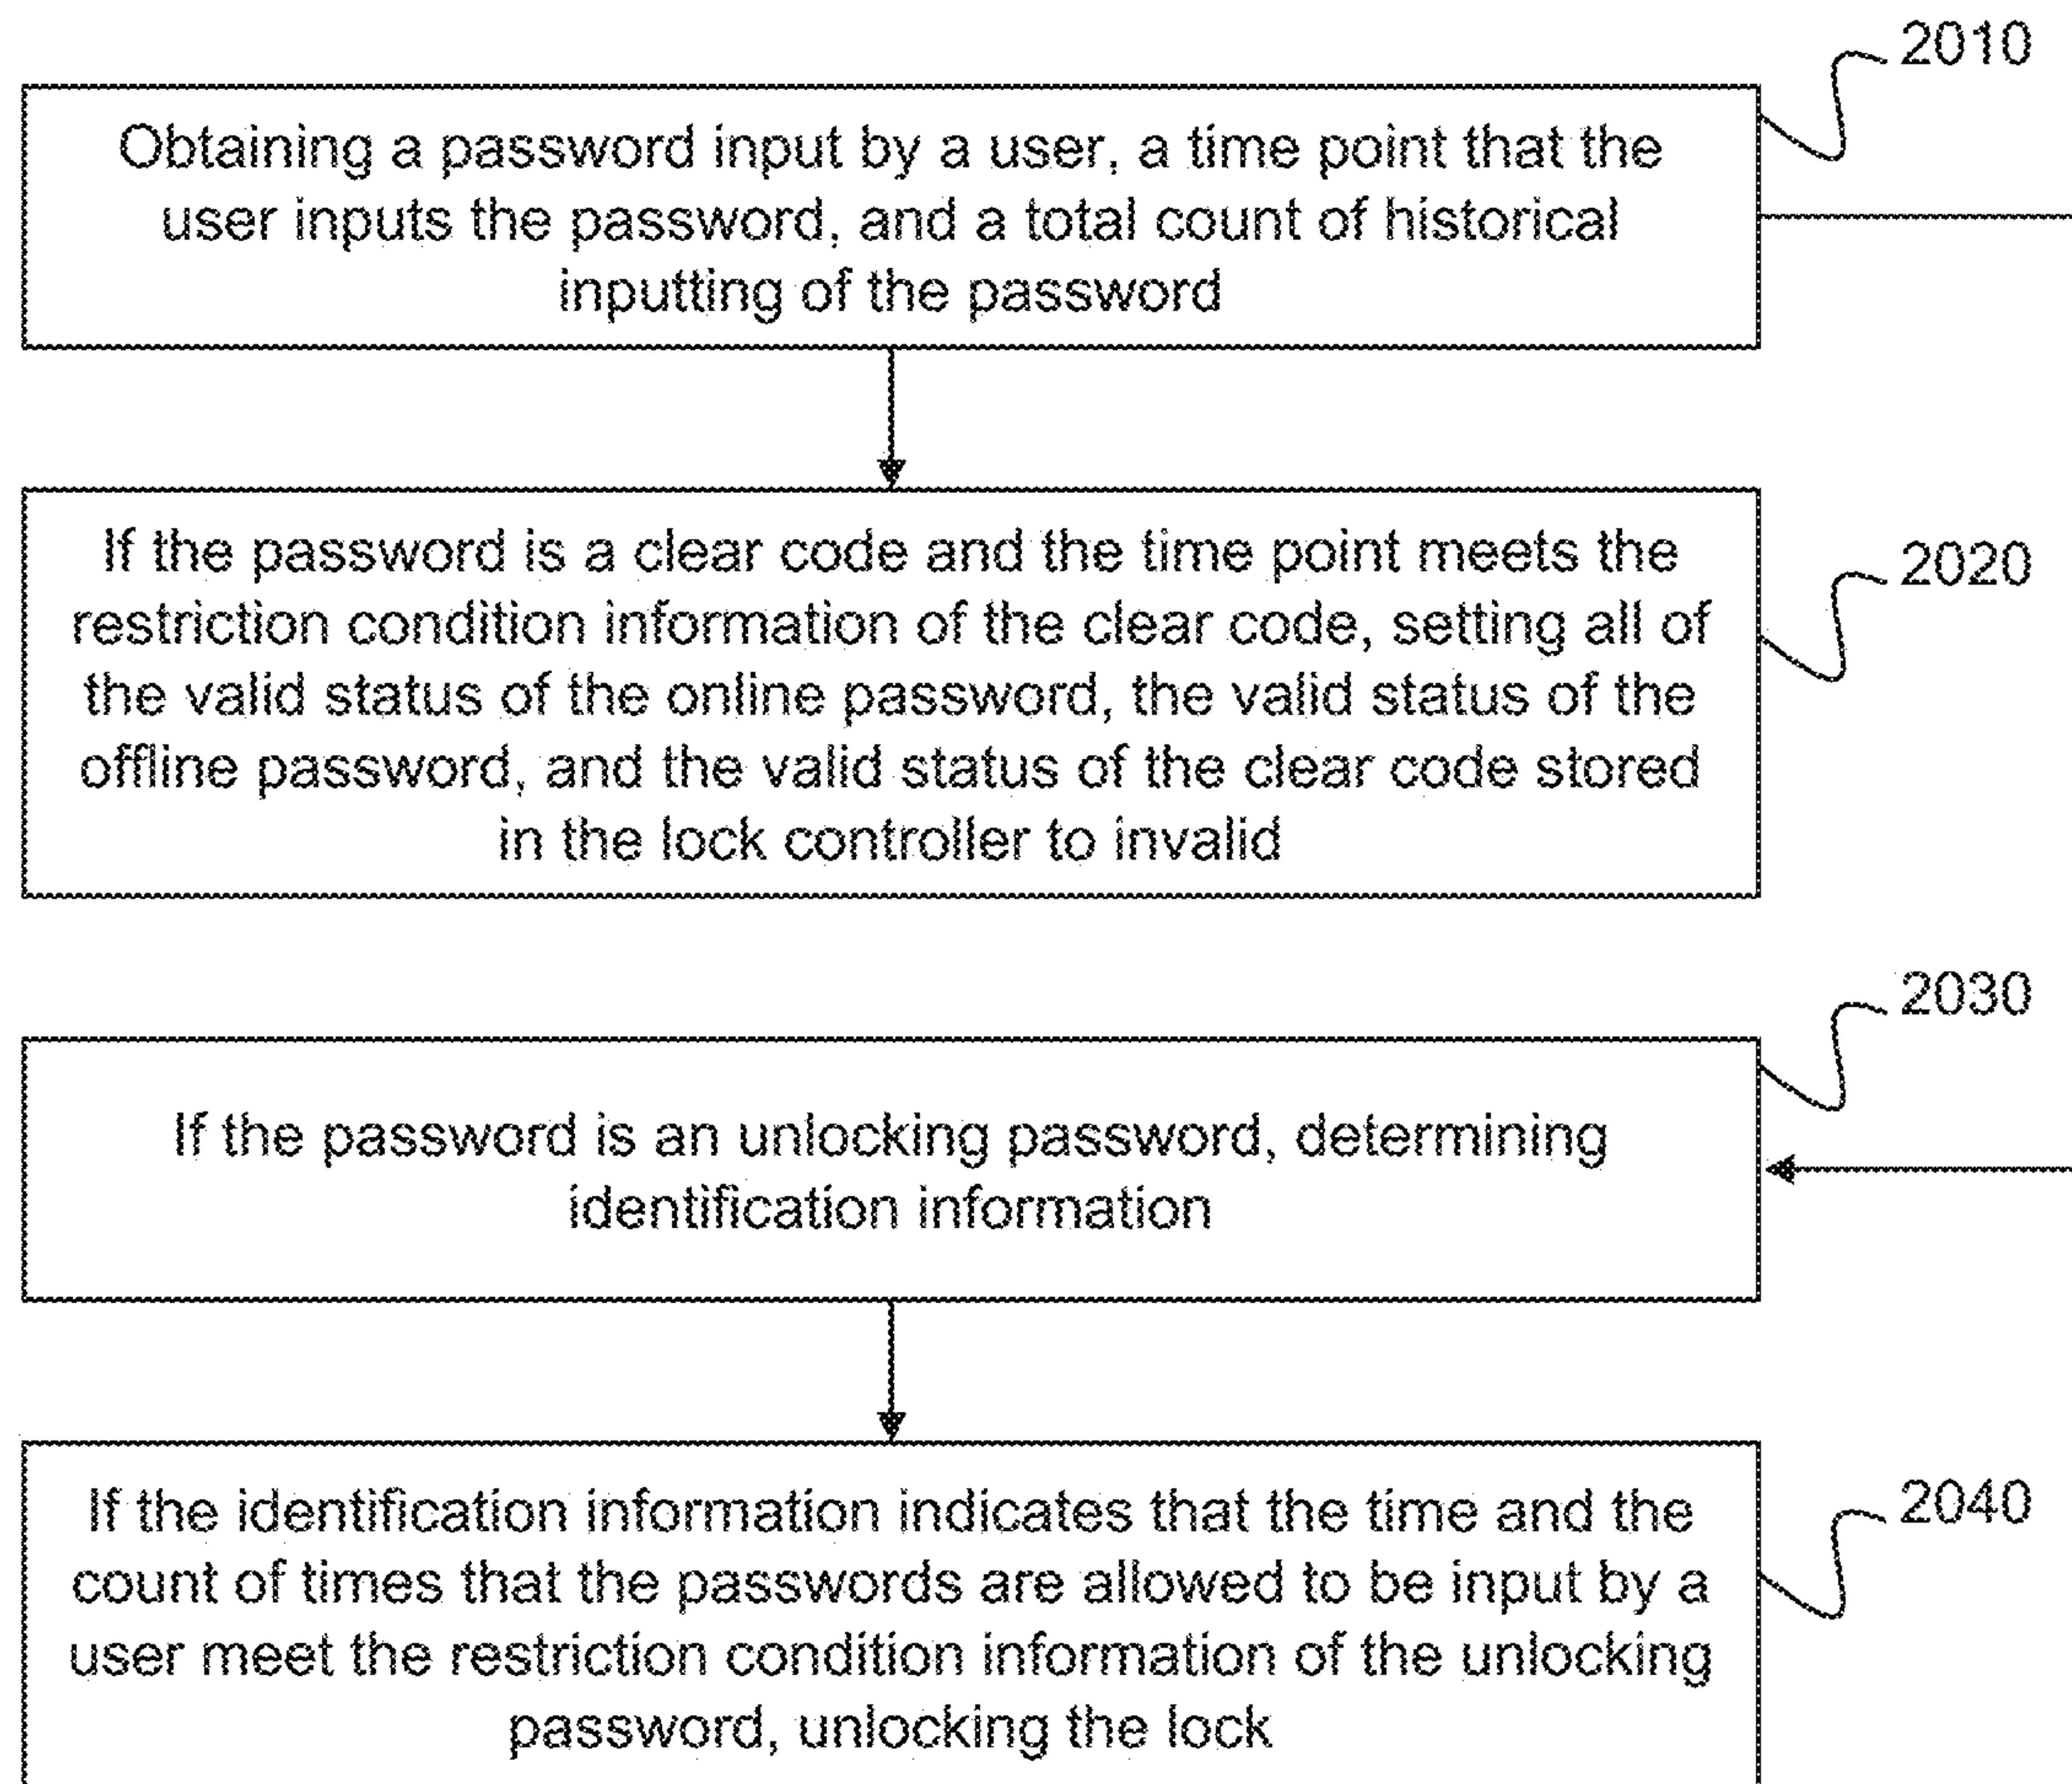 2010
Obtaining a password input by a user, a time point that the
user inputs the password, and a total count of historical
inputting of the password
If the password is a clear code and the time point meets the
restriction condition information of the clear code, setting all of
the valid status of the online password, the valid status of the
offline password, and the valid status of the clear code stored
in the lock controller to invalid
2020
2030
If the password is an unlocking password, determining
identification information
If the identification information indicates that the time and the
count of times that the passwords are allowed to be input by a
user meet the restriction condition information of the unlocking
password, unlocking the lock
2040